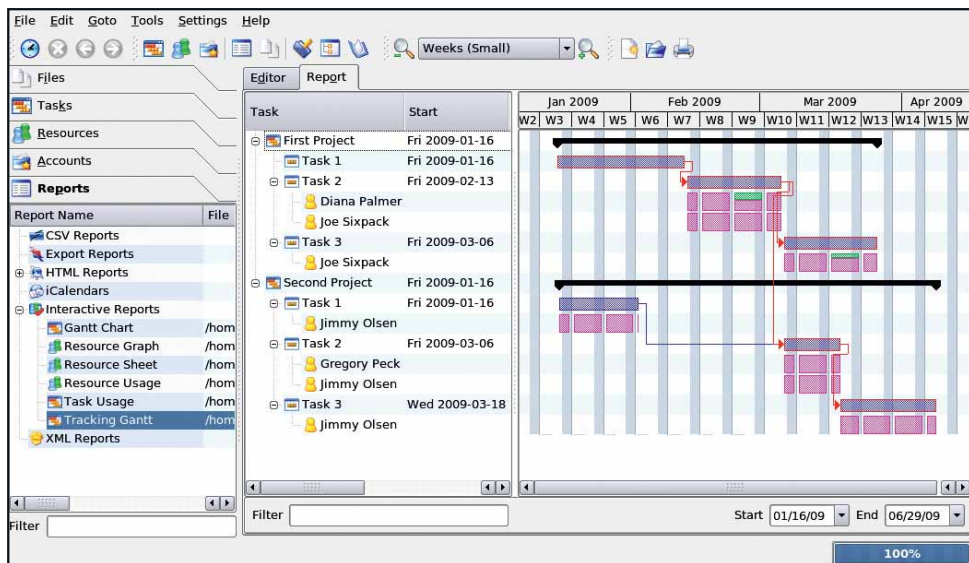 File Edit Goto Tools Settings Help
Weeks (Small)
Files
Tasks
Resources
Accounts
Reports
Report Name File
CSV Reports
Export Reports
HTML Reports
iCalendars
Interactive Reports
Gantt Chart /hom
Resource Graph /hom
Resource Sheet /hom
Resource Usage /hom
Task Usage /hom
Tracking Gantt /hom
XML Reports
Filter
Editor Report
Task Start
First Project Fri 2009-01-16
Task 1 Fri 2009-01-16
Task 2 Fri 2009-02-13
Diana Palmer
Joe Sixpack
Task 3 Fri 2009-03-06
Joe Sixpack
Second Project Fri 2009-01-16
Task 1 Fri 2009-01-16
Jimmy Olsen
Task 2 Fri 2009-03-06
Gregory Peck
Jimmy Olsen
Task 3 Wed 2009-03-18
Jimmy Olsen
Jan 2009 Feb 2009 Mar 2009 Apr 2009
W2 W3 W4 W5 W6 W7 W8 W9 W10 W11 W12 W13 W14 W15 W
Filter
Start 01/16/09 End 06/29/09
100%